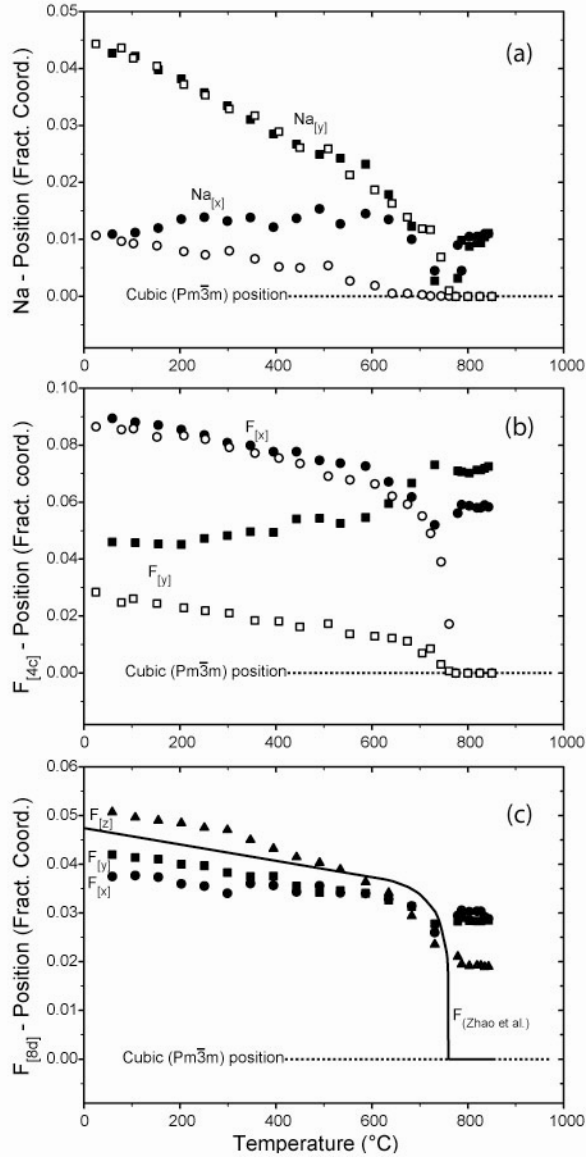 0.05
(a)
0.04
Na[y]
0.03
0.02
Na[x]
0.01
0.00
Cubic (Pm3̅m) position
Na - Position (Fract. Coord.)
0 200 400 600 800 1000
0.10
F[x]
(b)
0.08
0.06
0.04
F[y]
0.02
0.00
Cubic (Pm3̅m) position
F[4c] - Position (Fract. coord)
0 200 400 600 800 1000
0.06
(c)
0.05
F[z]
0.04
F[y]
F[x]
0.03
0.02
0.01
F(Zhao et al.)
0.00
Cubic (Pm3̅m) position
F[8d] - Position (Fract. Coord.)
0 200 400 600 800 1000
Temperature (°C)